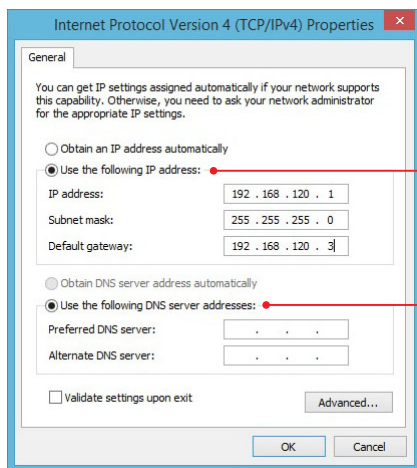 Internet Protocol Version 4 (TCP/IPv4) Properties
General
You can get IP settings assigned automatically if your network supports
this capability. Otherwise, you need to ask your network administrator
for the appropriate IP settings.
Obtain an IP address automatically
Use the following IP address:
IP address: 192 . 168 . 120 . 1
Subnet mask: 255 . 255 . 255 . 0
Default gateway: 192 . 168 . 120 . 3
Obtain DNS server address automatically
Use the following DNS server addresses:
Preferred DNS server: . . .
Alternate DNS server: . . .
Validate settings upon exit
Advanced...
OK Cancel